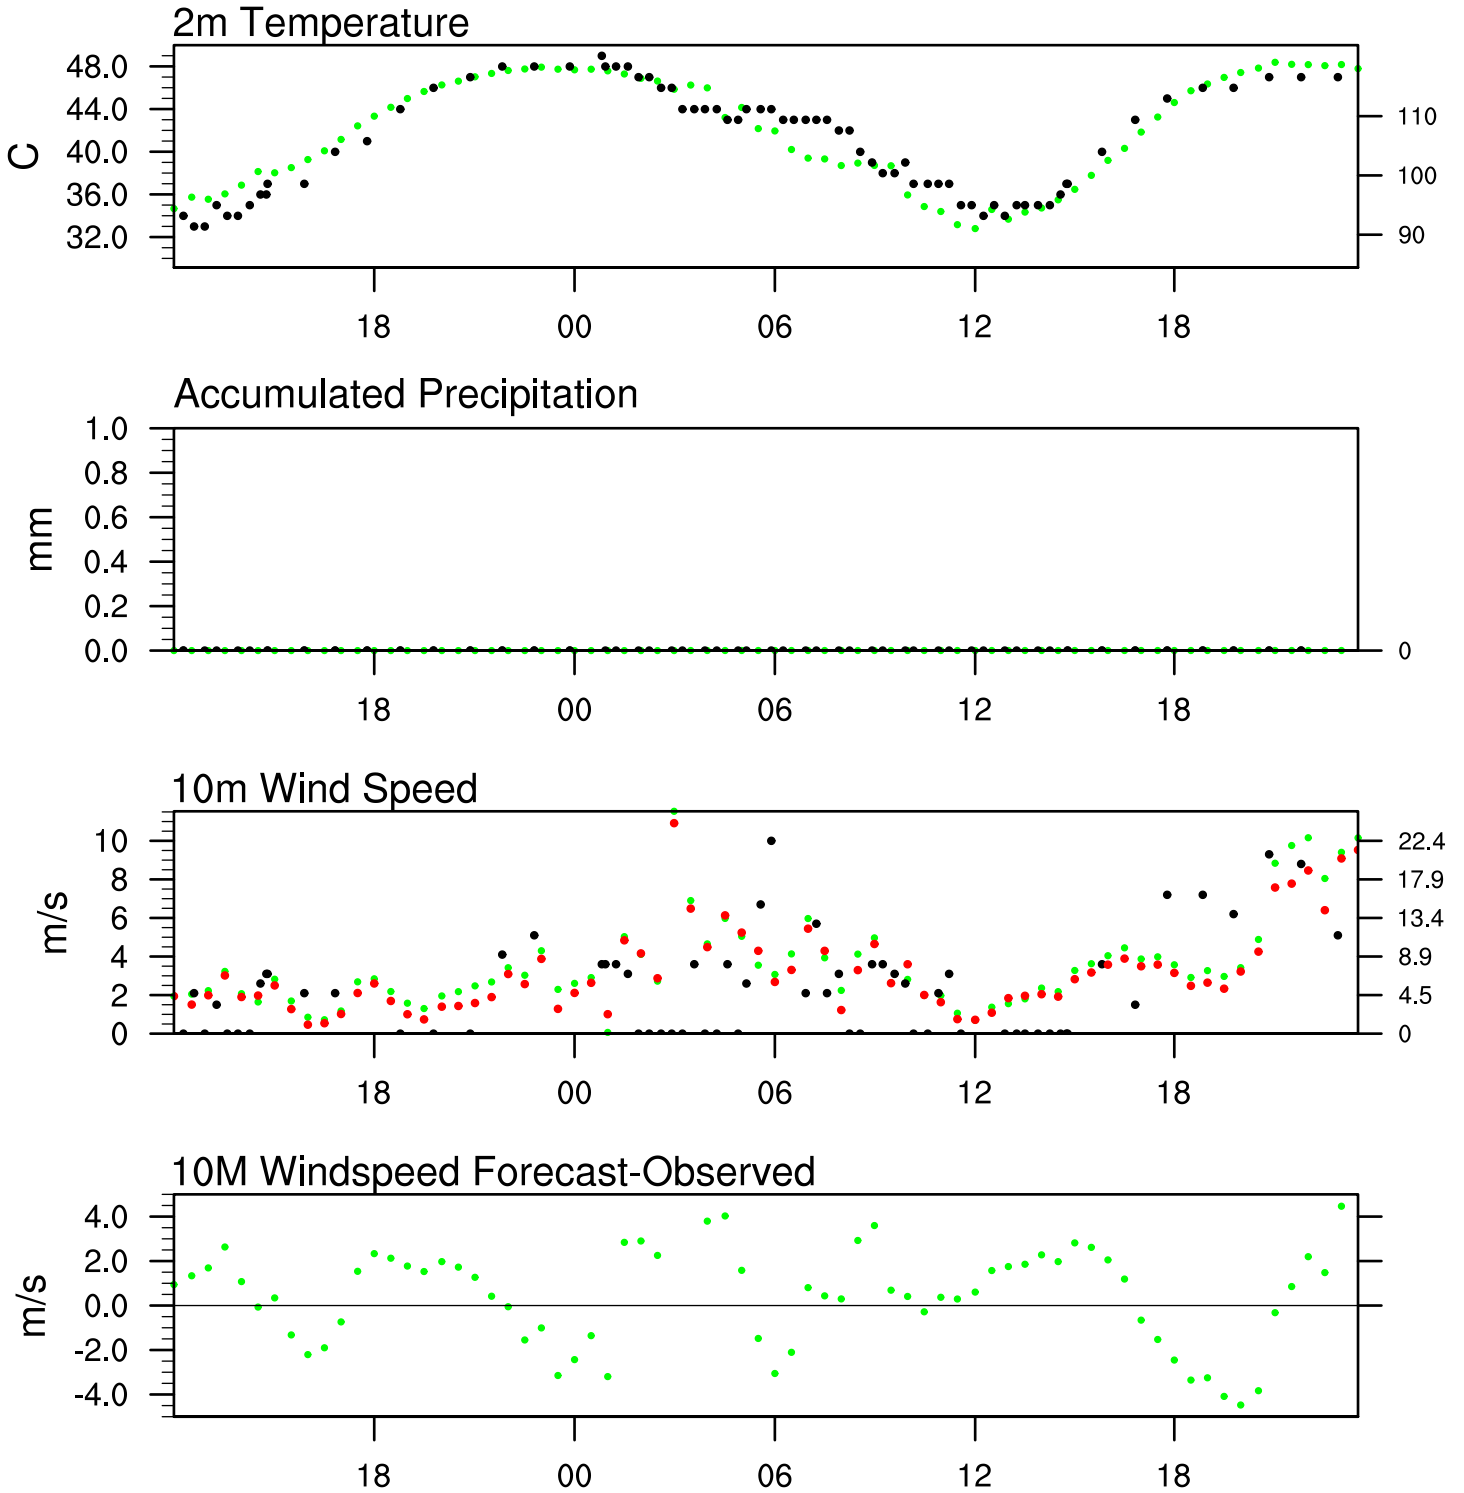 2m Temperature
48.0
44.0
40.0
36.0
32.0
C
110
100
90
18 00 06 12 18
Accumulated Precipitation
1.0
0.8
0.6
0.4
0.2
0.0
mm
0
18 00 06 12 18
10m Wind Speed
10
8
6
4
2
0
m/s
22.4
17.9
13.4
8.9
4.5
0
18 00 06 12 18
10M Windspeed Forecast-Observed
4.0
2.0
0.0
-2.0
-4.0
m/s
18 00 06 12 18